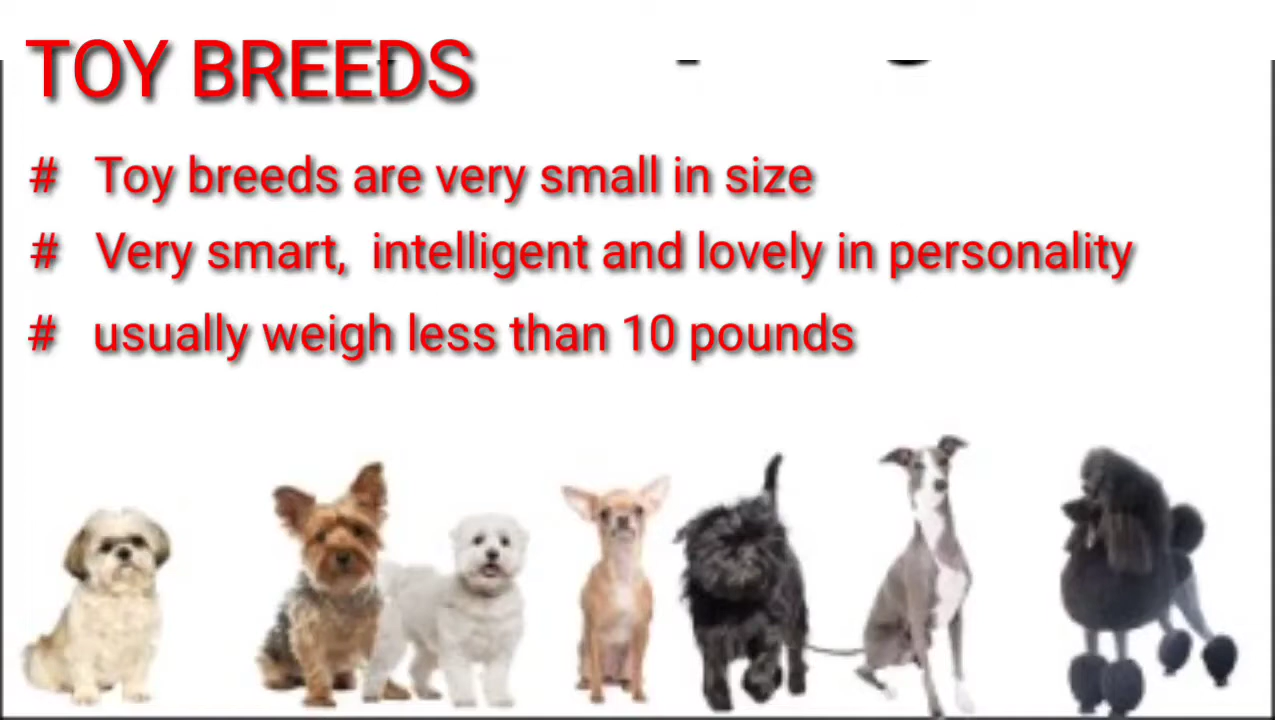 TOY BREEDS
# Toy breeds are very small in size
# Very smart, intelligent and lovely in personality
# usually weigh less than 10 pounds